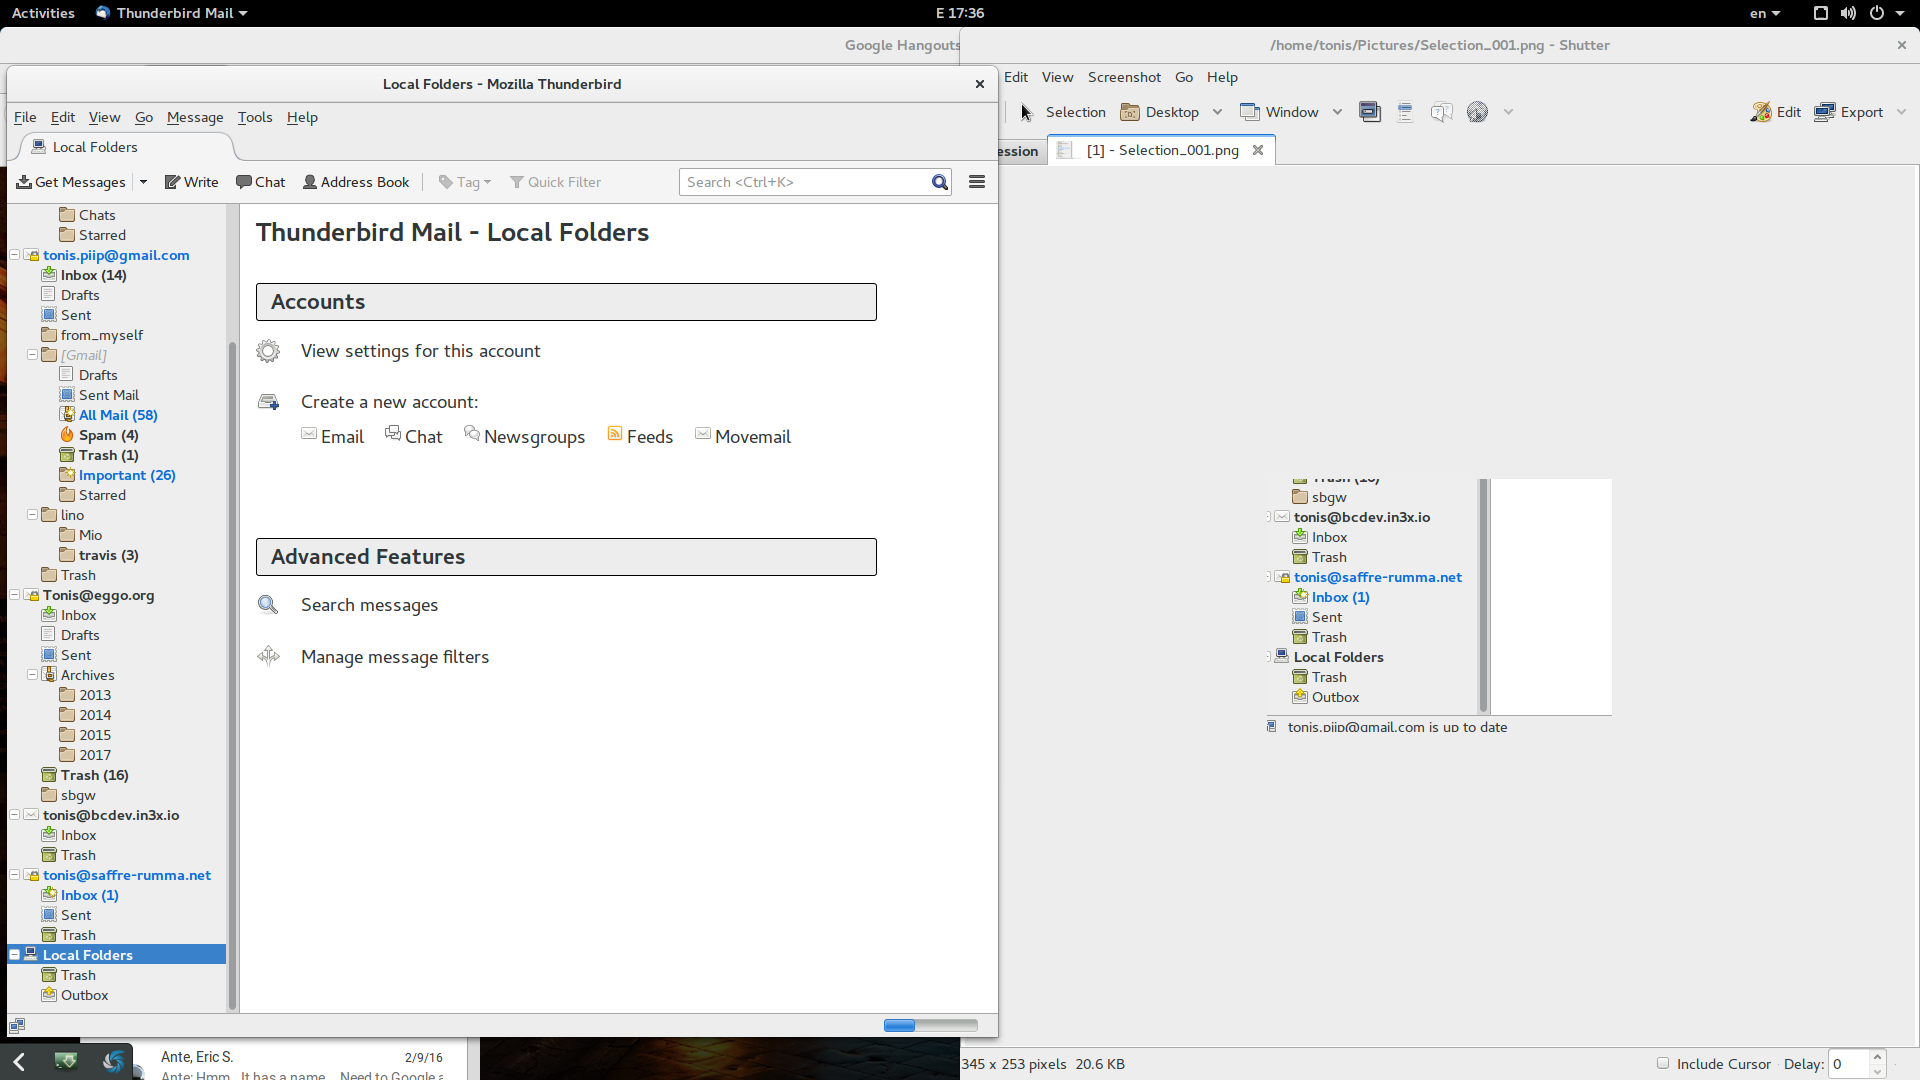 Activities Thunderbird Mail E 17:36 en
Google Hangouts
/home/tonis/Pictures/Selection_001.png - Shutter
Local Folders - Mozilla Thunderbird
File Edit View Go Message Tools Help
Local Folders
Get Messages Write Chat Address Book Tag Quick Filter Search <Ctrl+K>
Chats
Starred
tonis.piip@gmail.com
Inbox (14)
Drafts
Sent
from_myself
[Gmail]
Drafts
Sent Mail
All Mail (58)
Spam (4)
Trash (1)
Important (26)
Starred
lino
Mio
travis (3)
Trash
Tonis@eggo.org
Inbox
Drafts
Sent
Archives
2013
2014
2015
2017
Trash (16)
sbgw
tonis@bcdev.in3x.io
Inbox
Trash
tonis@saffre-rumma.net
Inbox (1)
Sent
Trash
Local Folders
Trash
Outbox
Thunderbird Mail - Local Folders
Accounts
View settings for this account
Create a new account:
Email Chat Newsgroups Feeds Movemail
Advanced Features
Search messages
Manage message filters
Edit View Screenshot Go Help
Selection Desktop Window Edit Export
ession [1] - Selection_001.png
Trash (16)
sbgw
tonis@bcdev.in3x.io
Inbox
Trash
tonis@saffre-rumma.net
Inbox (1)
Sent
Trash
Local Folders
Trash
Outbox
tonis.piip@gmail.com is up to date
Ante, Eric S. 2/9/16
Ante: Hmm.. It has a name... Need to Google a
345 x 253 pixels 20.6 KB Include Cursor Delay: 0